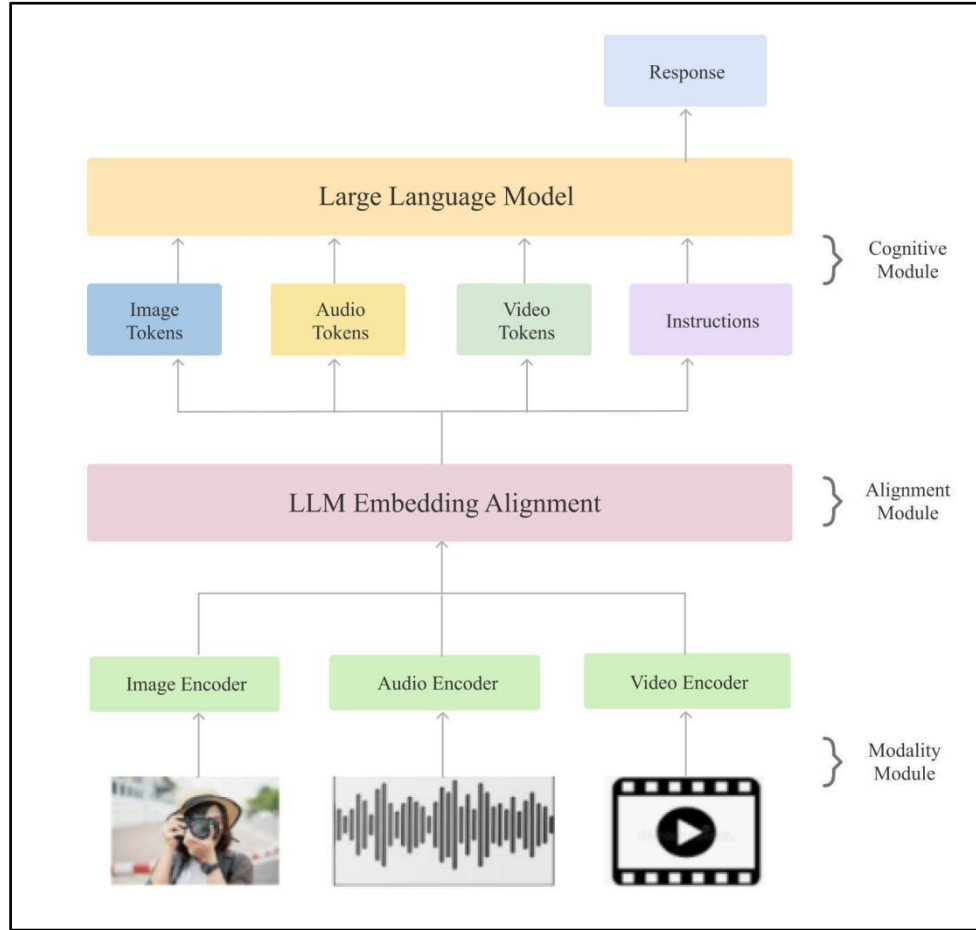 Response
Large Language Model
Cognitive
Module
Image
Tokens
Audio
Tokens
Video
Tokens
Instructions
LLM Embedding Alignment
Alignment
Module
Image Encoder
Audio Encoder
Video Encoder
Modality
Module